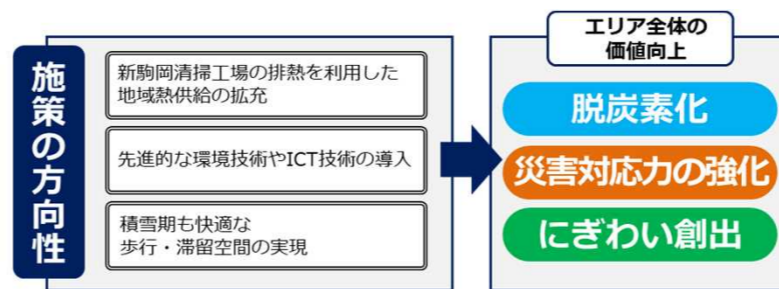 施策の方向性
新駒岡清掃工場の排熱を利用した
地域熱供給の拡充
先進的な環境技術やICT技術の導入
積雪期も快適な
歩行・滞留空間の実現
エリア全体の
価値向上
脱炭素化
災害対応力の強化
にぎわい創出